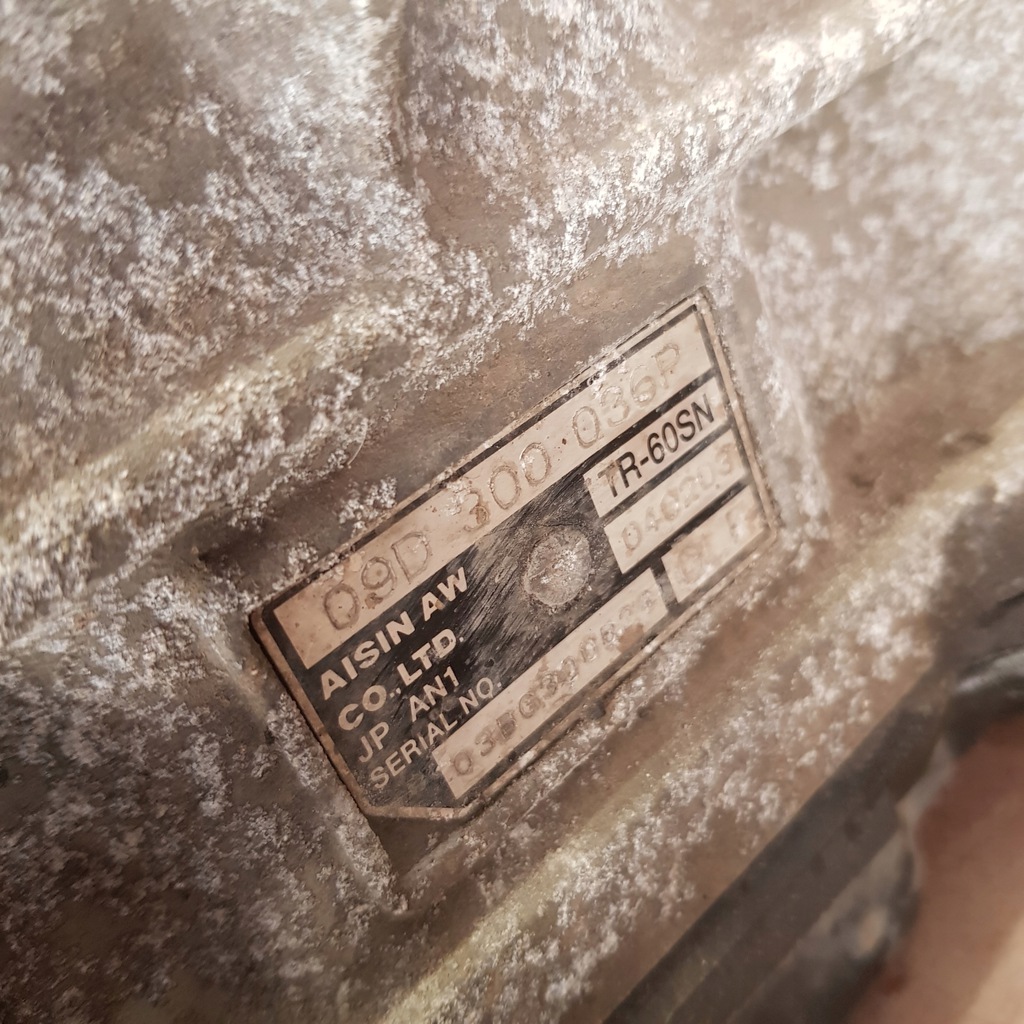 09D 300 036P
TR-60SN
AISIN AW
CO.,LTD.
JP AN1
SERIAL NO.